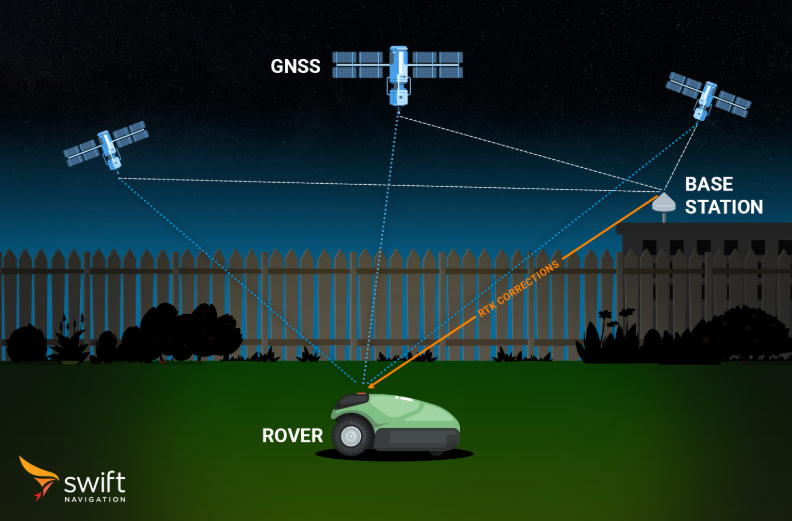 GNSS
BASE
STATION
RTK CORRECTIONS
ROVER
swift
NAVIGATION